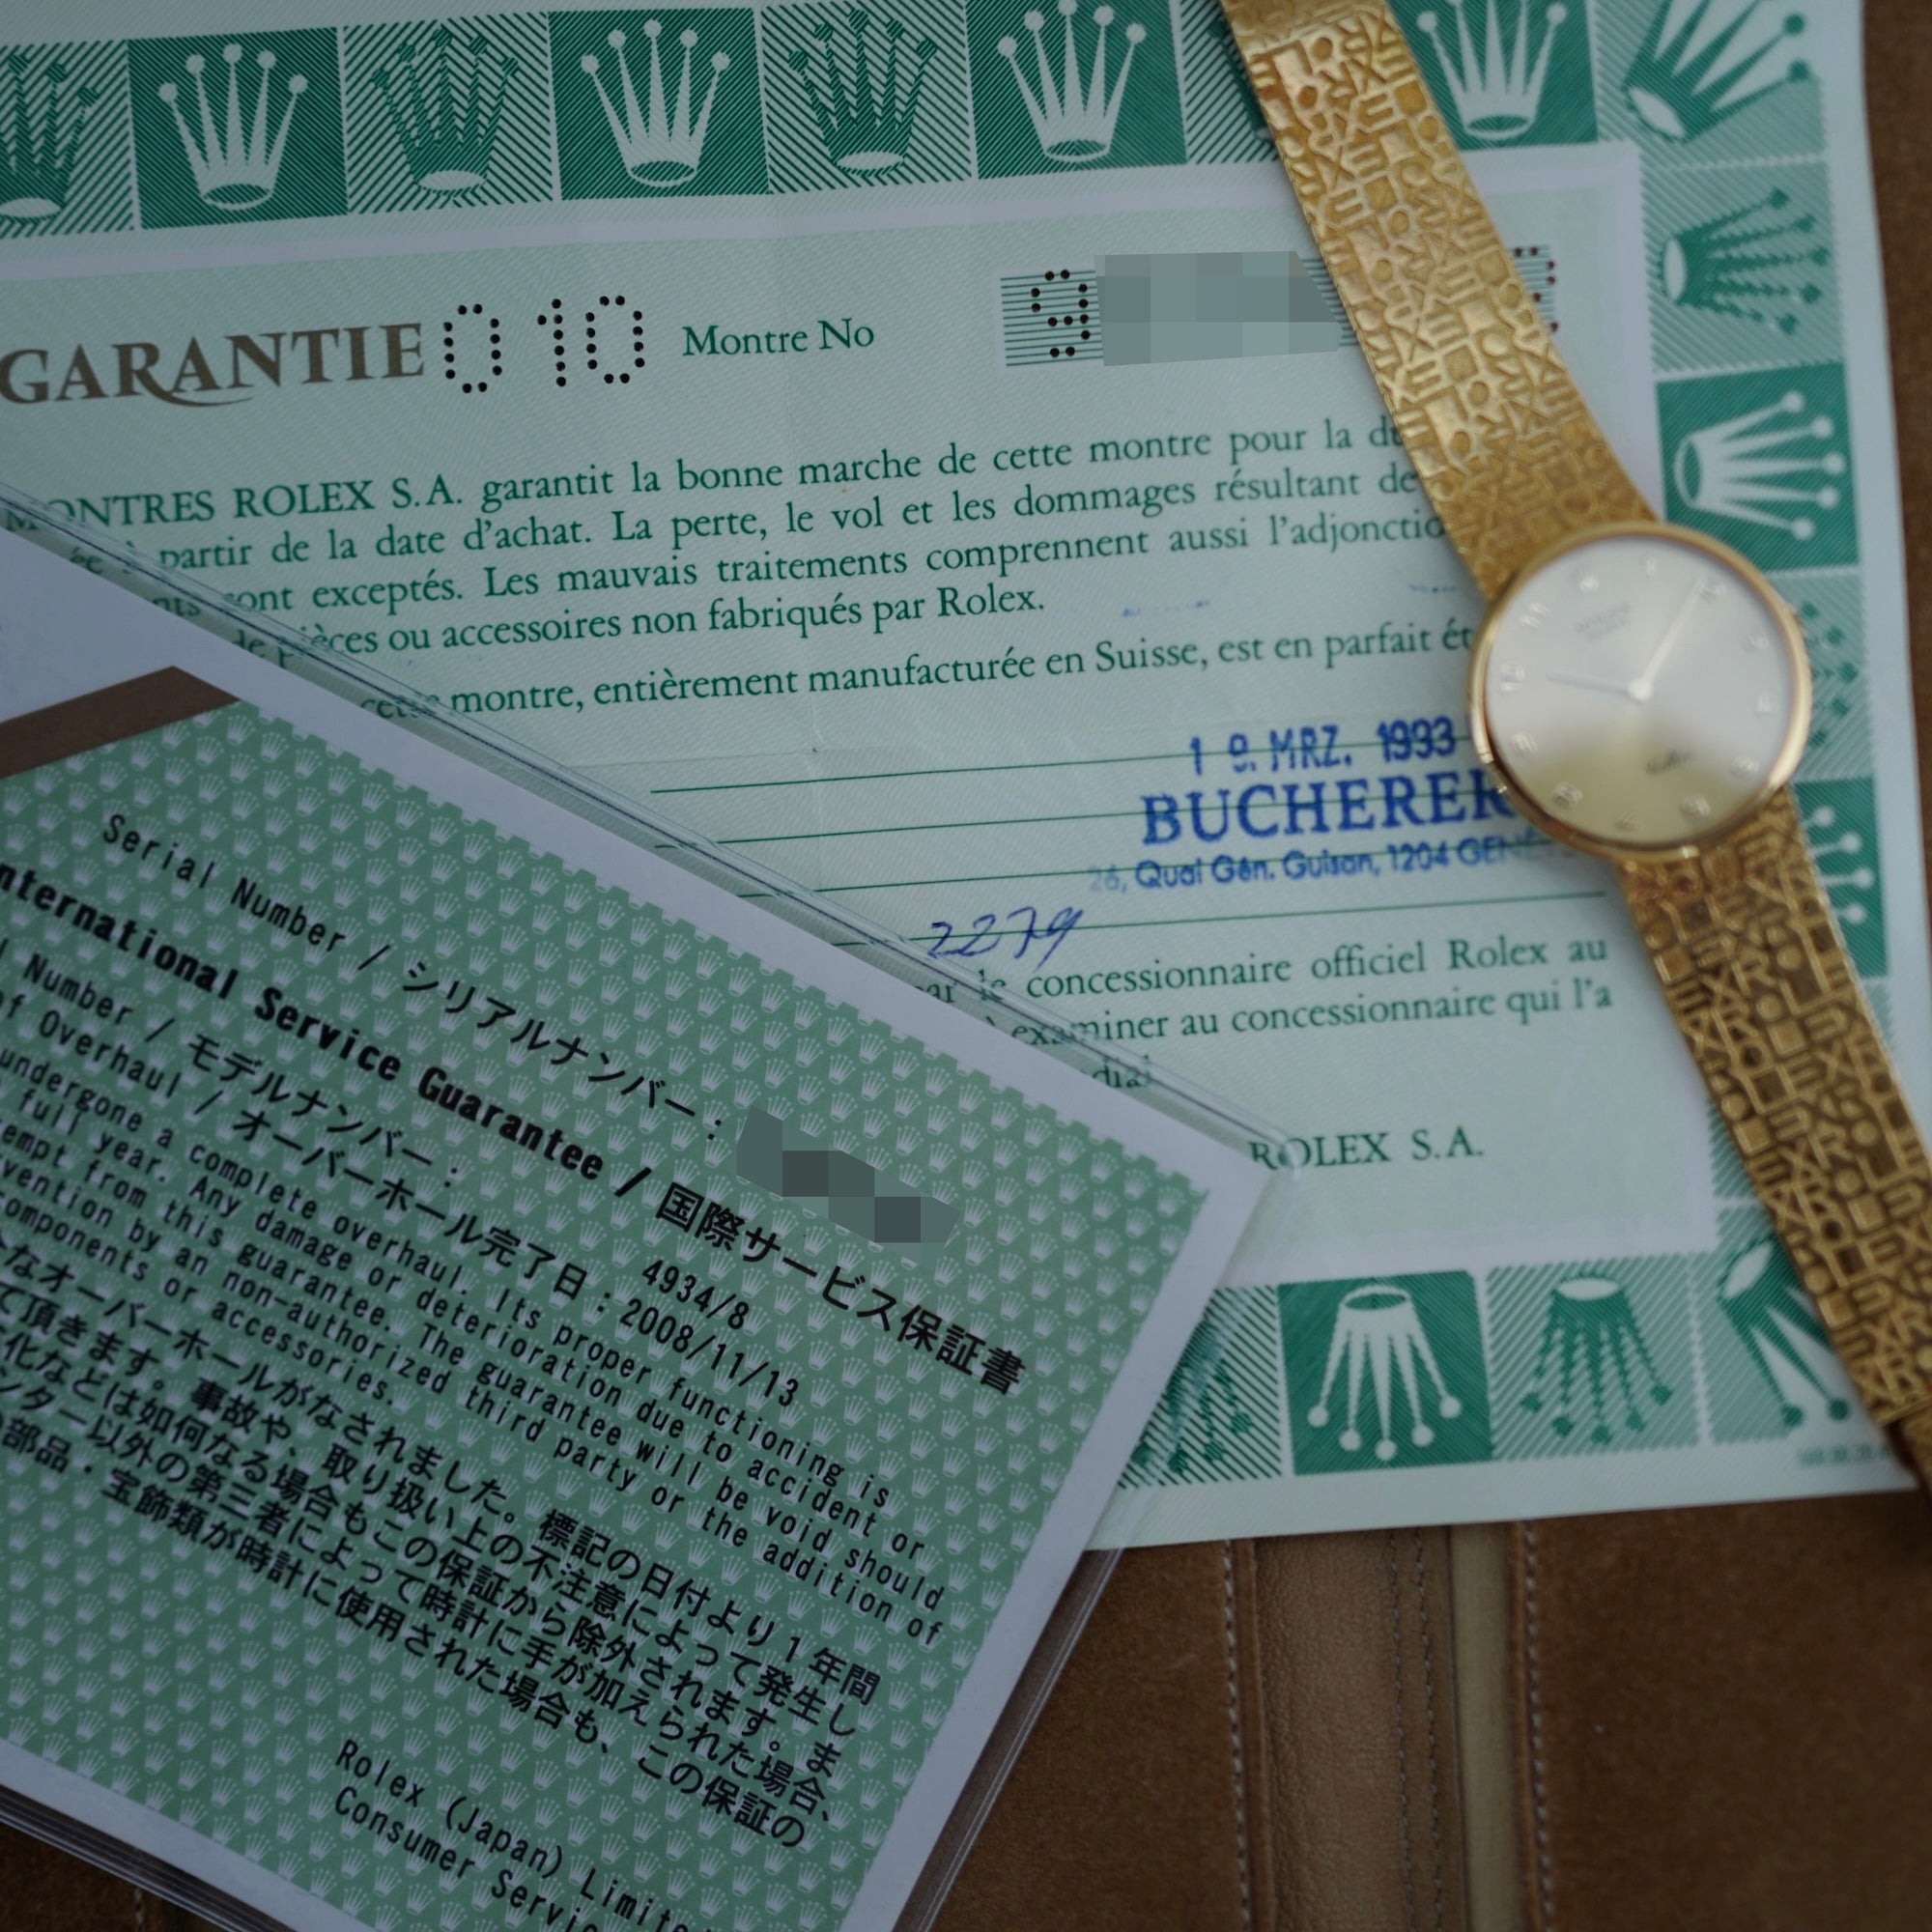 GARANTIE 010 Montre No 9
MONTRES ROLEX S.A. garantit la bonne marche de cette montre pour la
à partir de la date d'achat. La perte, le vol et les dommages résultant de
sont exceptés. Les mauvais traitements comprennent aussi l'adjonctio
de pièces ou accessoires non fabriqués par Rolex.
cette montre, entièrement manufacturée en Suisse, est en parfait ét
1 9. MRZ. 1993
BUCHERER
26, Quai Gén. Guisan, 1204 GENÈ
2279
le concessionnaire officiel Rolex au
examiner au concessionnaire qui l'a
dial
ROLEX S.A.
Serial Number / シリアルナンバー :
nternational Service Guarantee / 国際サービス保証書
l Number / モデルナンバー : 4934/8
of Overhaul / オーバーホール完了日 : 2008/11/13
undergone a complete overhaul. Its proper functioning is
full year. Any damage or deterioration due to accident or
empt from this guarantee. The guarantee will be void should
vention by an non-authorized third party or the addition of
omponents or accessories.
なオーバーホールがなされました。標記の日付より1年間
て頂きます。事故や、取り扱い上の不注意によって発生し
化などは如何なる場合もこの保証から除外されます。ま
ンター以外の第三者によって時計に手が加えられた場合、
部品・宝飾類が時計に使用された場合も、この保証の
Rolex (Japan) Limite
Consumer Servic